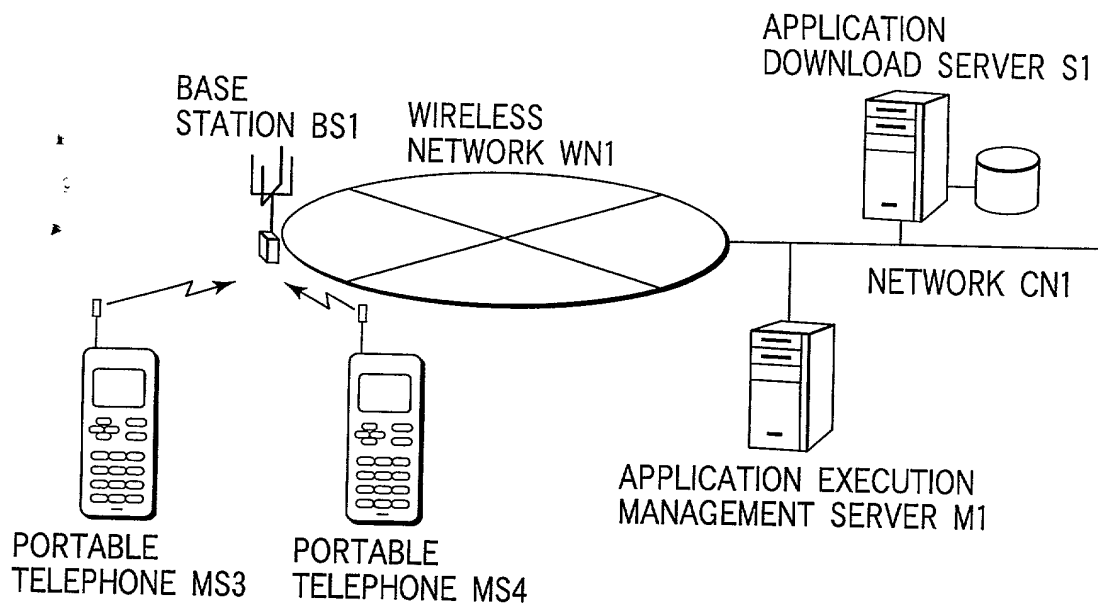 APPLICATION
DOWNLOAD SERVER S1
BASE
STATION BS1
WIRELESS
NETWORK WN1
NETWORK CN1
APPLICATION EXECUTION
MANAGEMENT SERVER M1
PORTABLE
TELEPHONE MS3
PORTABLE
TELEPHONE MS4